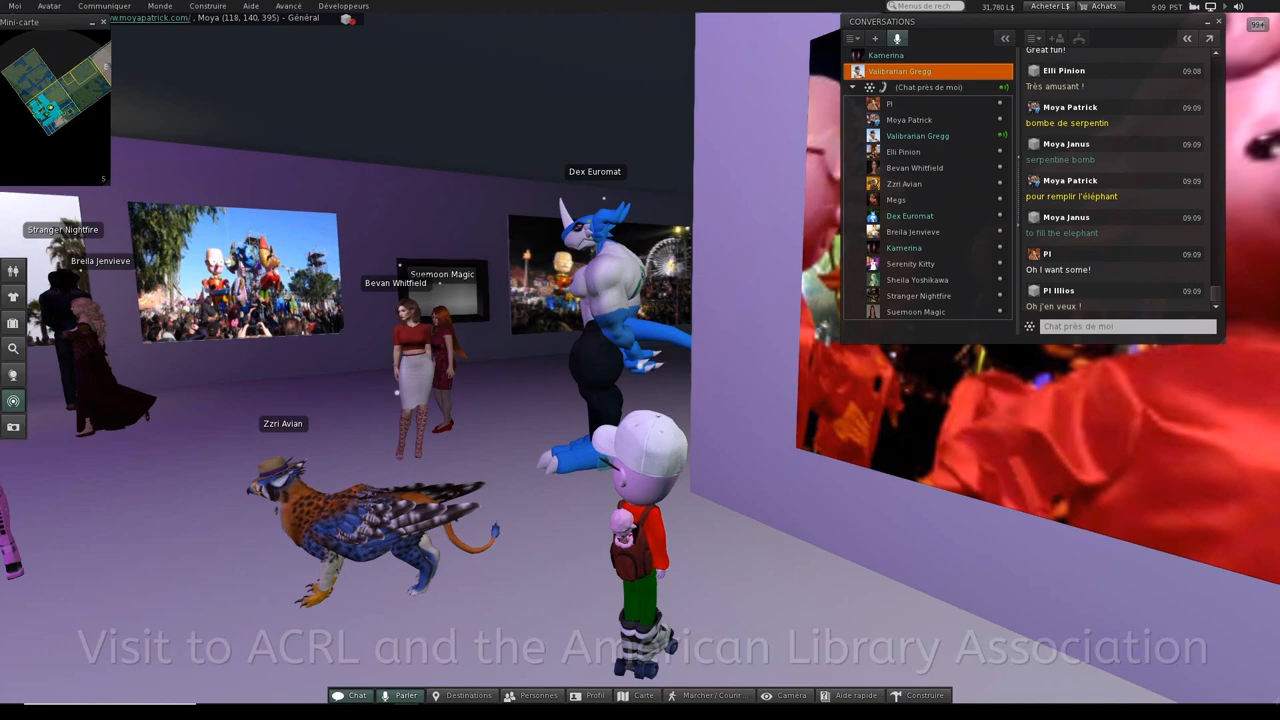 Moi Avatar Communiquer Monde Construire Aide Avancé Développeurs
Menus de rech
31,780 L$
Acheter L$
Achats
9:09 PST
Mini-carte
w.moyapatrick.com/ , Moya (118, 140, 395) - Général
E
S
99+
CONVERSATIONS
Kamerina
Valibrarian Gregg
(Chat près de moi)
PI
Moya Patrick
Valibrarian Gregg
Elli Pinion
Bevan Whitfield
Zzri Avian
Megs
Dex Euromat
Breila Jenvieve
Kamerina
Serenity Kitty
Sheila Yoshikawa
Stranger Nightfire
Suemoon Magic
Great fun!
Elli Pinion 09:08
Très amusant !
Moya Patrick 09:09
bombe de serpentin
Moya Janus 09:09
serpentine bomb
Moya Patrick 09:09
pour remplir l'éléphant
Moya Janus 09:09
to fill the elephant
PI 09:09
Oh I want some!
PI Illios 09:09
Oh j'en veux !
Chat près de moi
Dex Euromat
Stranger Nightfire
Breila Jenvieve
Suemoon Magic
Bevan Whitfield
Zzri Avian
Visit to ACRL and the American Library Association
Chat Parler Destinations Personnes Profil Carte Marcher / Courir... Caméra Aide rapide Construire